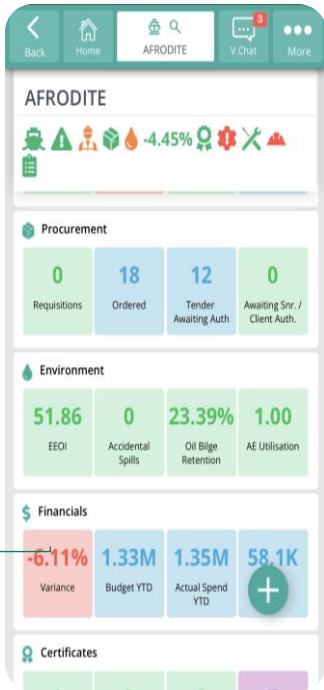 3
Back
Home
AFRODITE
V.Chat
More
AFRODITE
-4.45%
Procurement
0
18
12
0
Requisitions
Ordered
Tender
Awaiting Auth
Awaiting Snr. /
Client Auth.
Environment
51.86
0
23.39%
1.00
EEOI
Accidental
Spills
Oil Bilge
Retention
AE Utilisation
Financials
-6.11%
1.33M
1.35M
58.1K
Variance
Budget YTD
Actual Spend
YTD
Certificates